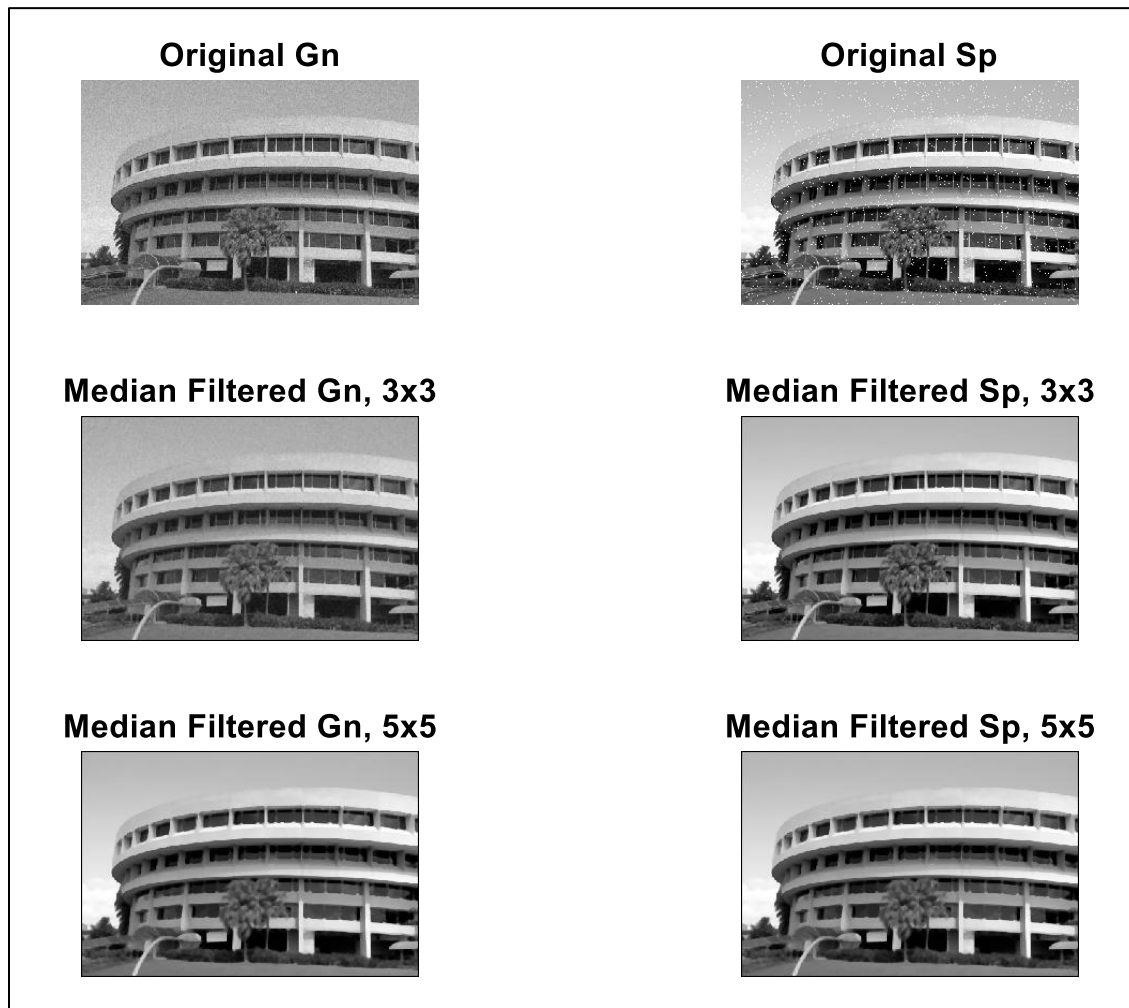 Original Gn
Original Sp
Median Filtered Gn, 3x3
Median Filtered Sp, 3x3
Median Filtered Gn, 5x5
Median Filtered Sp, 5x5